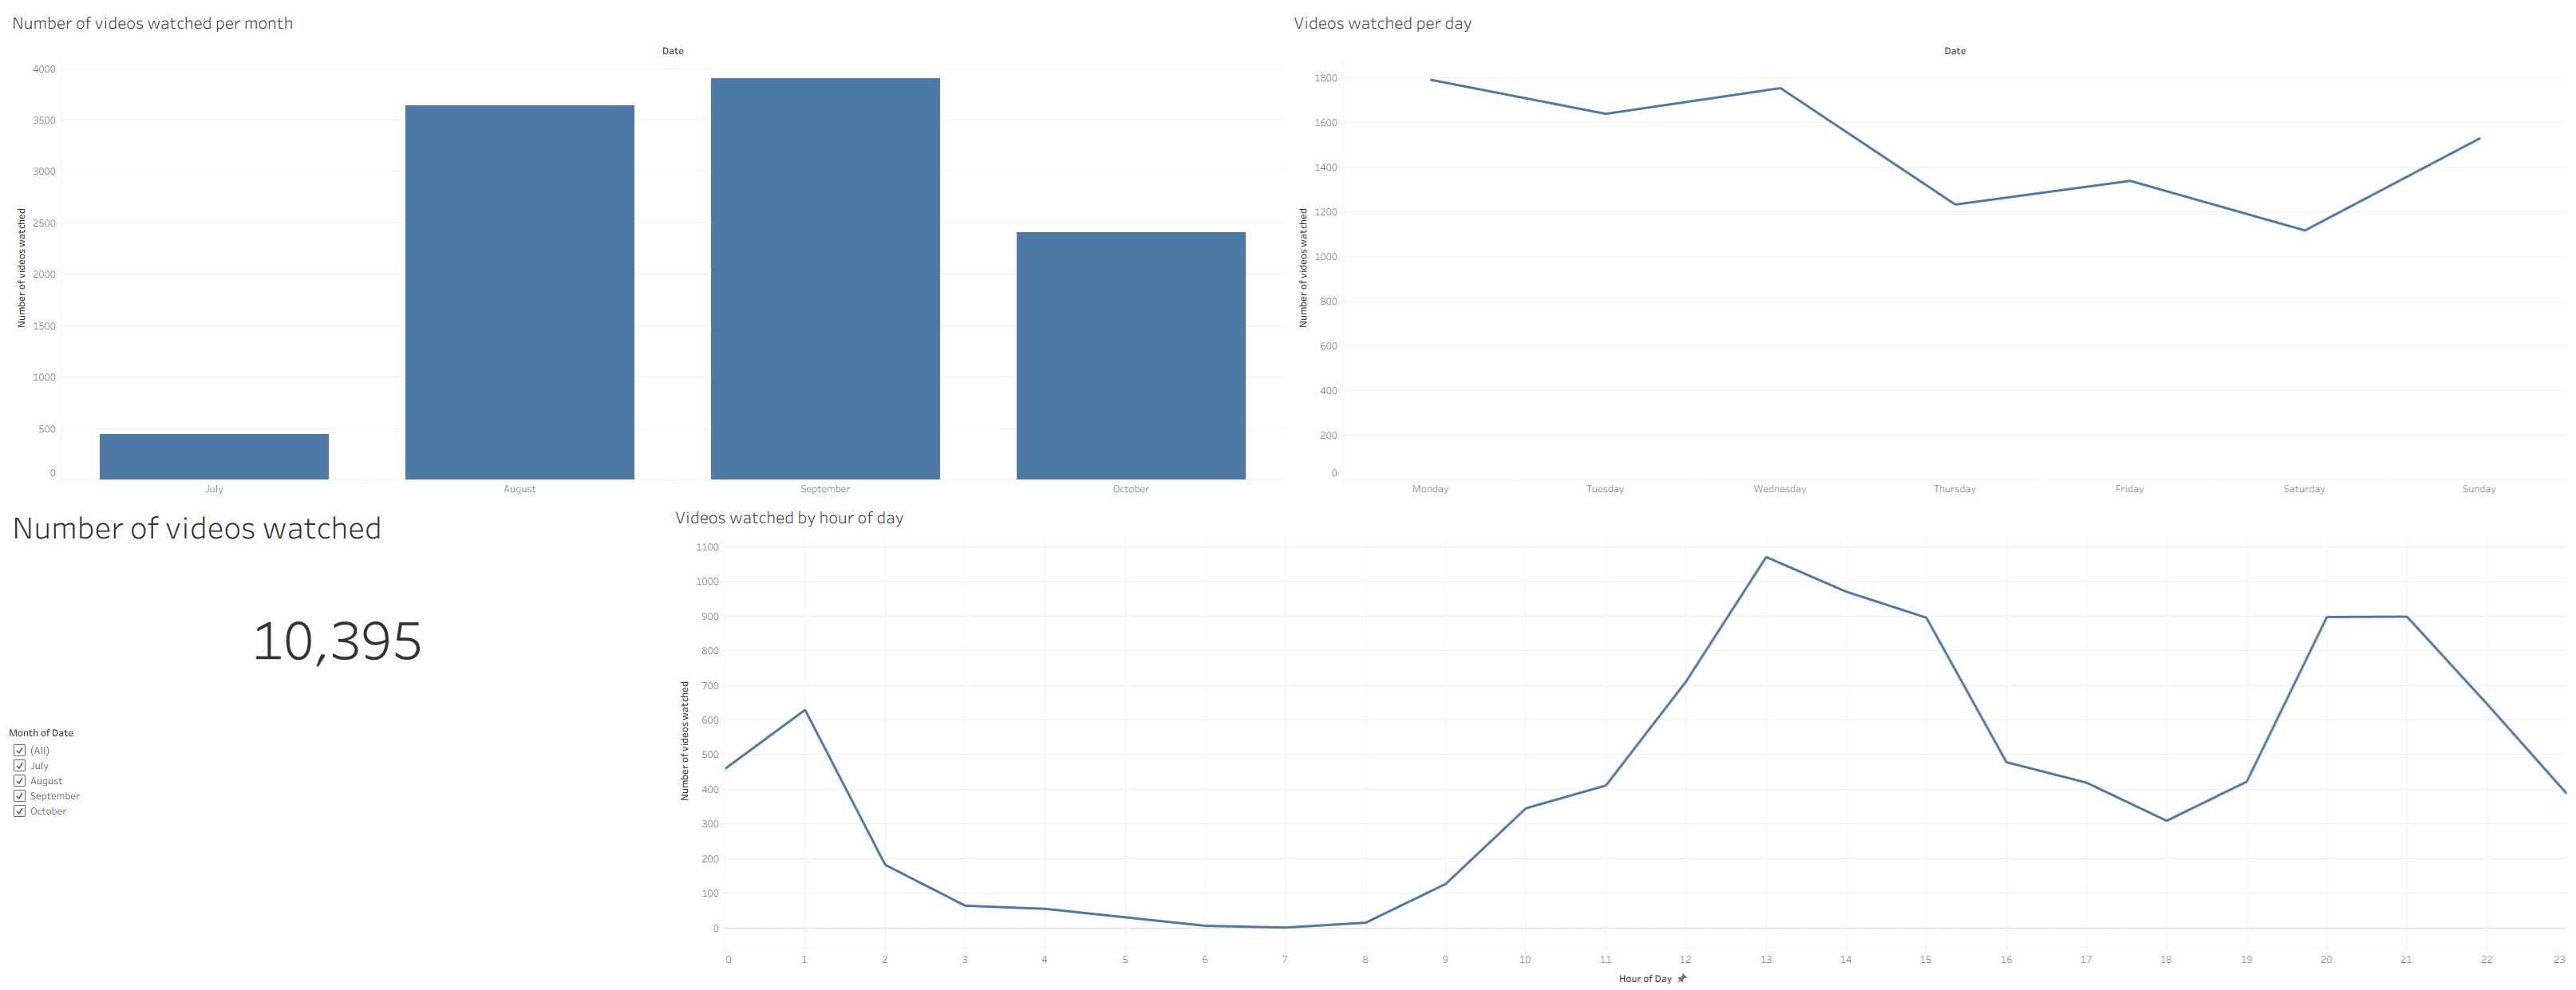 Number of videos watched per month
Date
Number of videos watched
4000
3500
3000
2500
2000
1500
1000
500
0
July August September October
Videos watched per day
Date
Number of videos watched
1800
1600
1400
1200
1000
800
600
400
200
0
Monday Tuesday Wednesday Thursday Friday Saturday Sunday
Number of videos watched
10,395
Month of Date
(All)
July
August
September
October
Videos watched by hour of day
Number of videos watched
1100
1000
900
800
700
600
500
400
300
200
100
0
0 1 2 3 4 5 6 7 8 9 10 11 12 13 14 15 16 17 18 19 20 21 22 23
Hour of Day